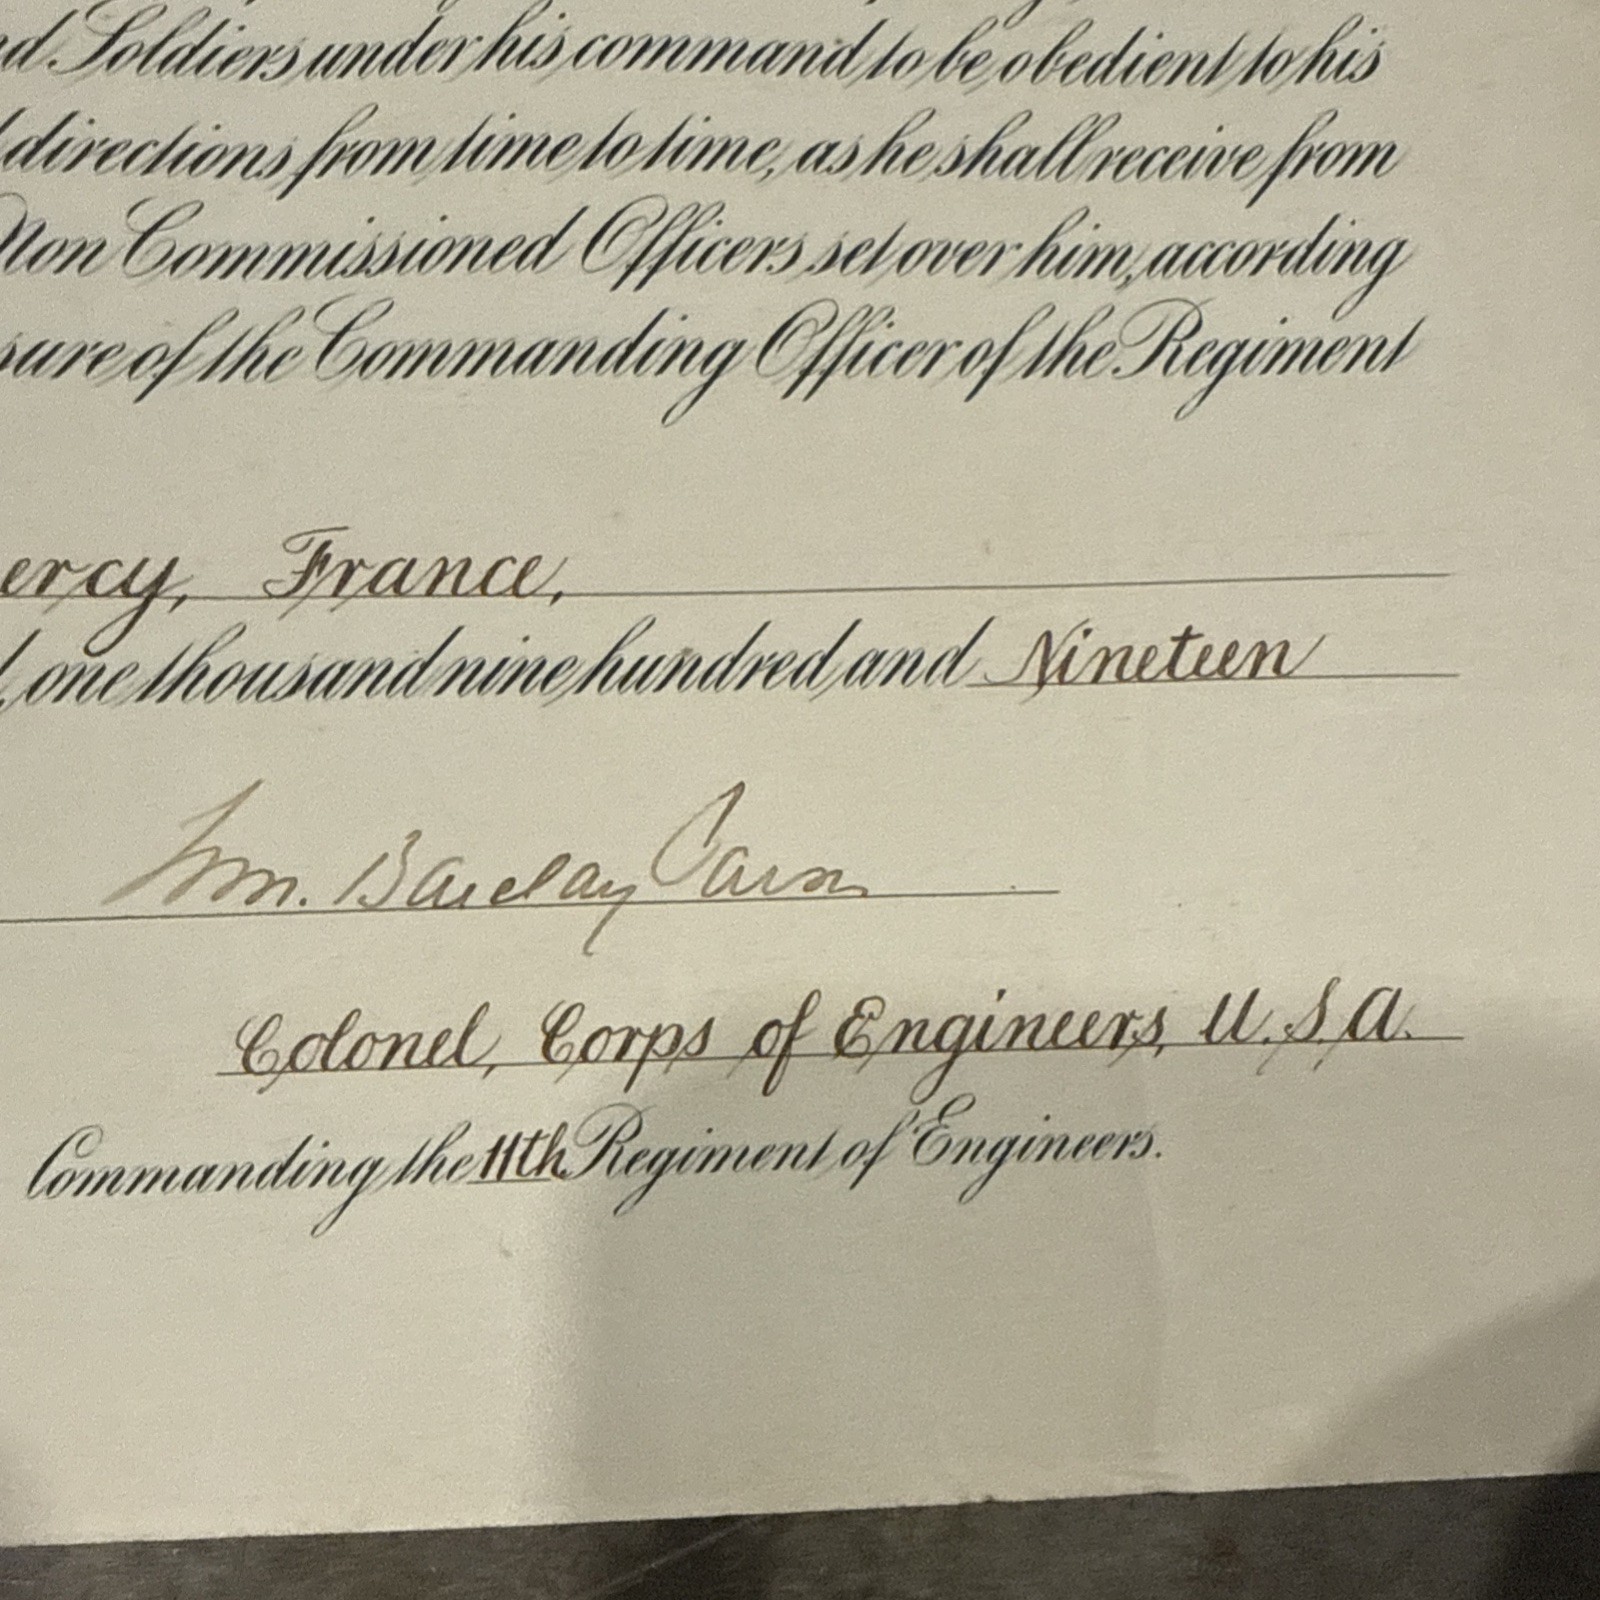 nd Soldiers under his command to be obedient to his
directions from time to time, as he shall receive from
Non Commissioned Officers set over him, according
sure of the Commanding Officer of the Regiment
ercy, France,
, one thousand nine hundred and Nineteen
Wm. Barclay Parsons
Colonel, Corps of Engineers, U.S.A.
Commanding the 11th Regiment of Engineers.